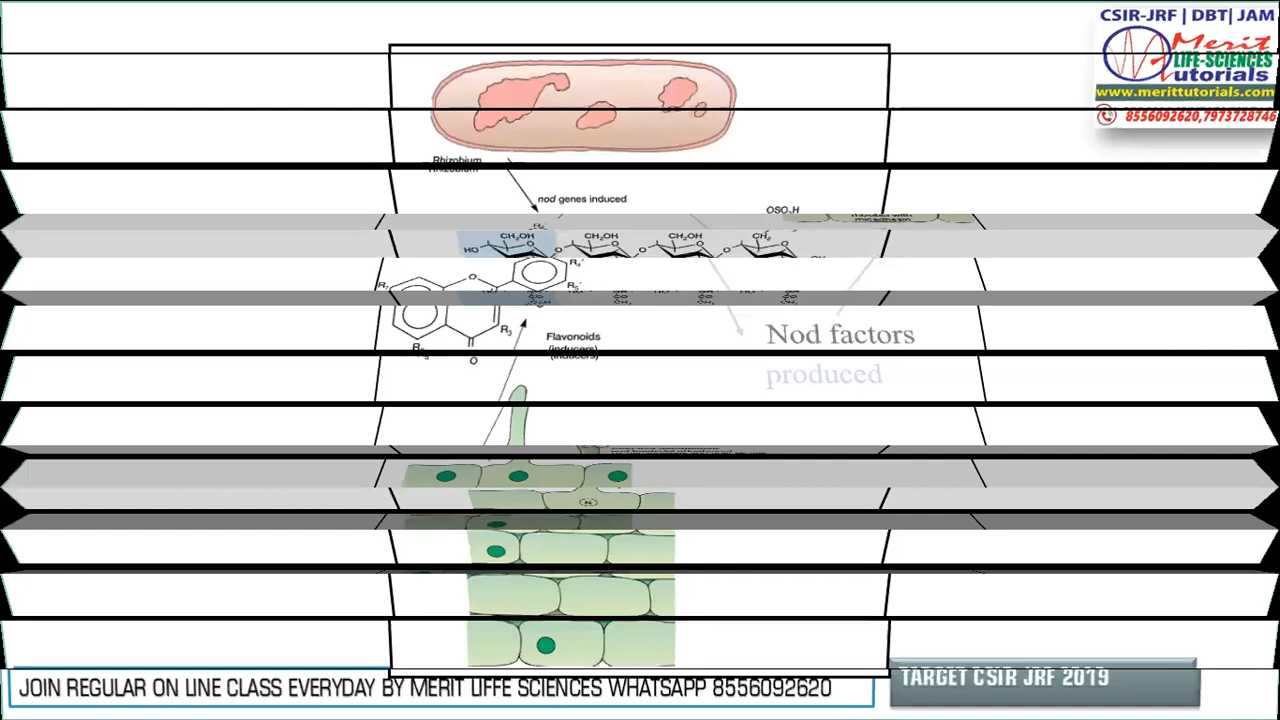 CSIR-JRF | DBT| JAM
Merit
LIFE-SCIENCES
utorials
www.merittutorials.com
8556092620,7973728746
Rhizobium
nod genes induced
OSO₃H
CH₂OH CH₂OH CH₂OH
HO O O O
O
R₃
O
Flavonoids
(inducers)
Nod factors
produced
N
JOIN REGULAR ON LINE CLASS EVERYDAY BY MERIT LIFFE SCIENCES WHATSAPP 8556092620
TARGET CSIR JRF 2019